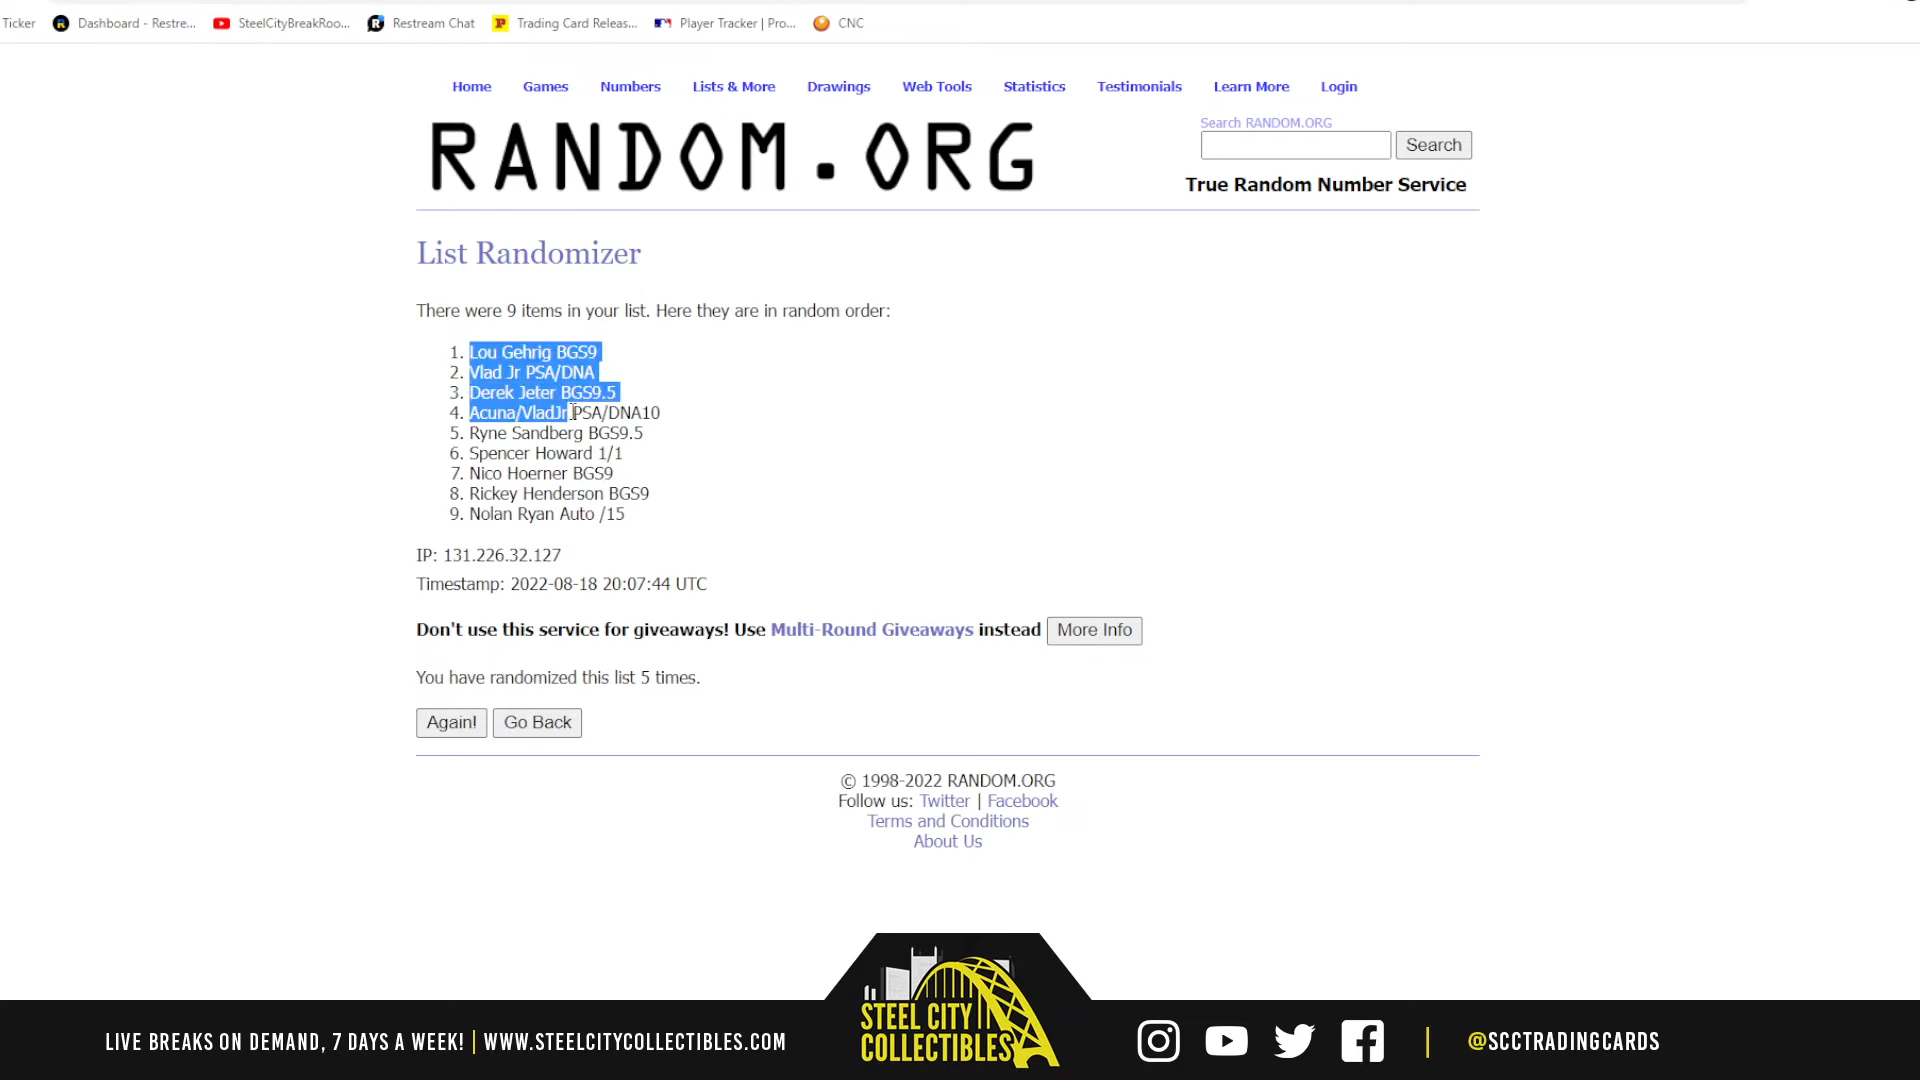 Ticker Dashboard - Restre... SteelCityBreakRoo... Restream Chat Trading Card Releas... Player Tracker | Pro... CNC
Home Games Numbers Lists & More Drawings Web Tools Statistics Testimonials Learn More Login
RANDOM.ORG
Search RANDOM.ORG
Search
True Random Number Service
List Randomizer
There were 9 items in your list. Here they are in random order:
1. Lou Gehrig BGS9
2. Vlad Jr PSA/DNA
3. Derek Jeter BGS9.5
4. Acuna/VladJr PSA/DNA10
5. Ryne Sandberg BGS9.5
6. Spencer Howard 1/1
7. Nico Hoerner BGS9
8. Rickey Henderson BGS9
9. Nolan Ryan Auto /15
IP: 131.226.32.127
Timestamp: 2022-08-18 20:07:44 UTC
Don't use this service for giveaways! Use Multi-Round Giveaways instead More Info
You have randomized this list 5 times.
Again! Go Back
© 1998-2022 RANDOM.ORG
Follow us: Twitter | Facebook
Terms and Conditions
About Us
STEEL CITY
COLLECTIBLES
LIVE BREAKS ON DEMAND, 7 DAYS A WEEK! | WWW.STEELCITYCOLLECTIBLES.COM
| @SCCTRADINGCARDS